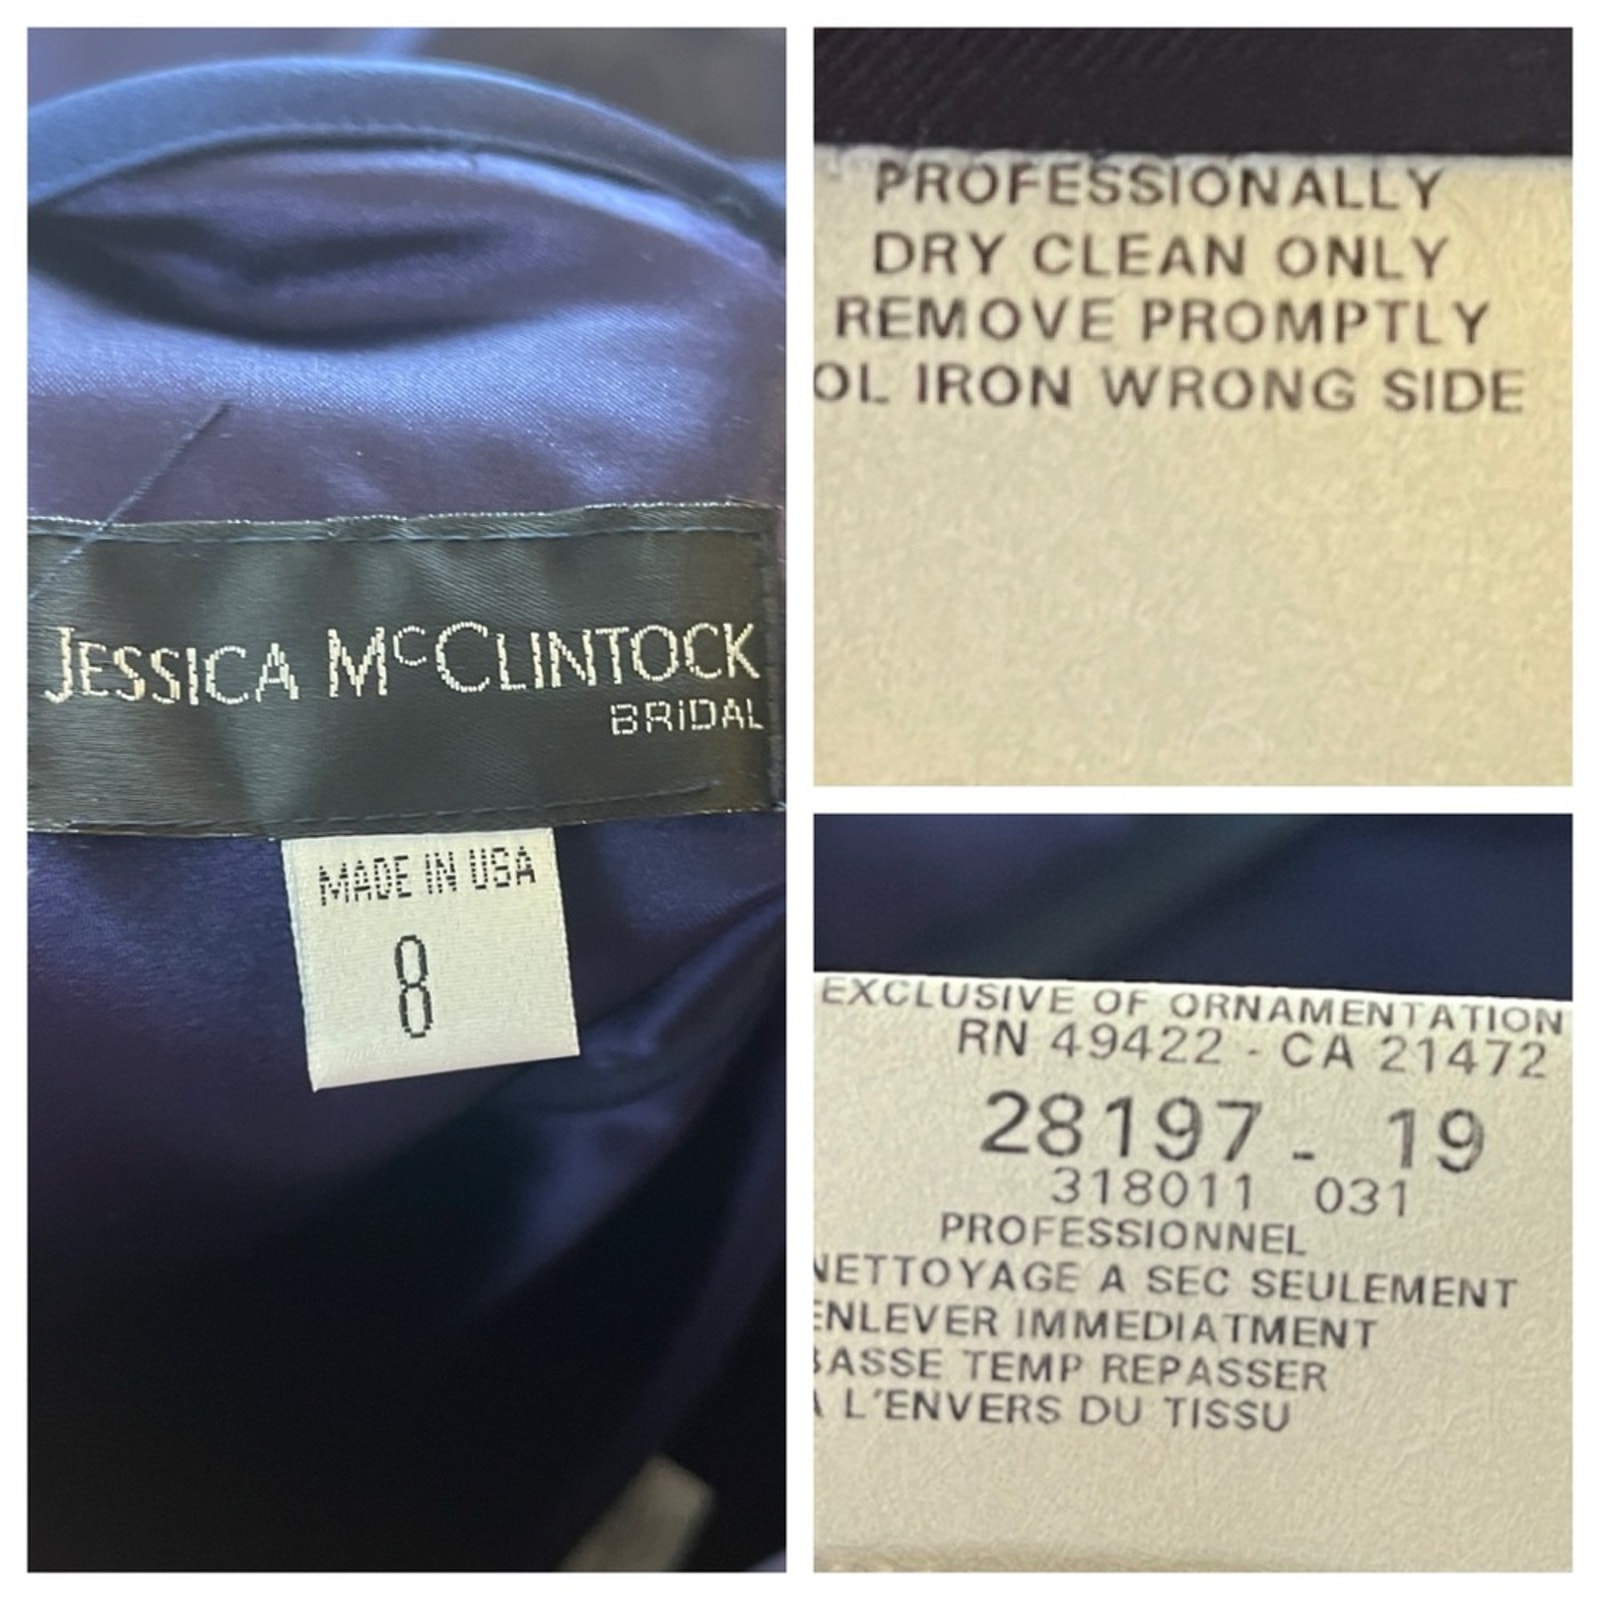 JESSICA McCLINTOCK
BRIDAL
MADE IN USA
8
PROFESSIONALLY
DRY CLEAN ONLY
REMOVE PROMPTLY
OL IRON WRONG SIDE
EXCLUSIVE OF ORNAMENTATION
RN 49422 - CA 21472
28197 - 19
318011 031
PROFESSIONNEL
NETTOYAGE A SEC SEULEMENT
ENLEVER IMMEDIATMENT
BASSE TEMP REPASSER
A L'ENVERS DU TISSU